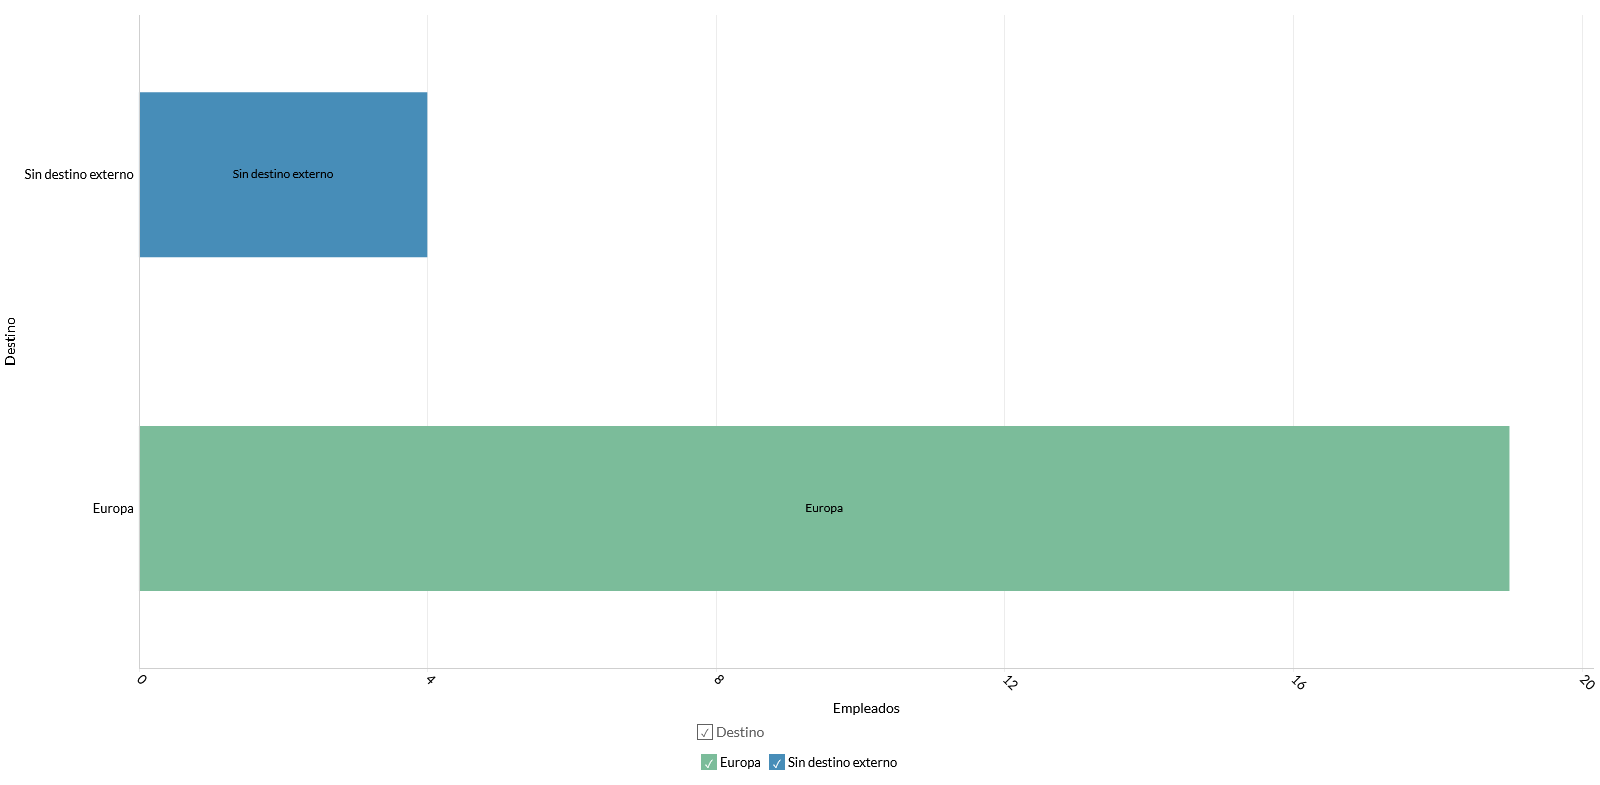 Sin destino externo
Sin destino externo
Destino
Europa
Europa
0 4 8 12 16 20
Empleados
Destino
Europa Sin destino externo